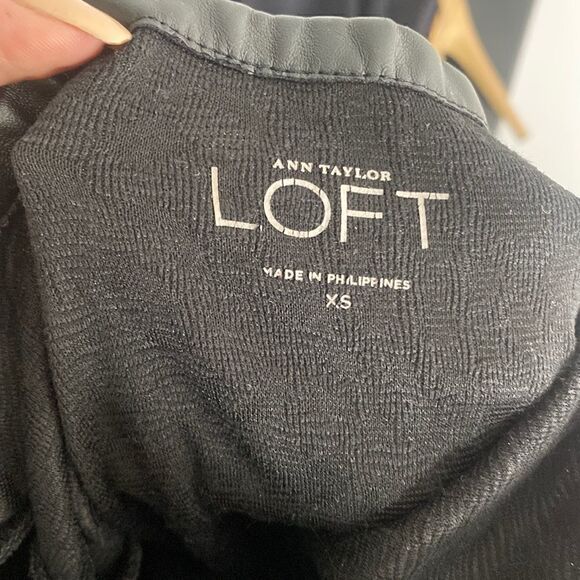 ANN TAYLOR
LOFT
MADE IN PHILIPPINES
XS